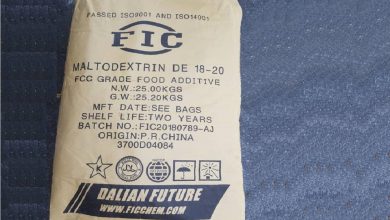 PASSED ISO9001 AND ISO14001
FIC
MALTODEXTRIN DE 18-20
FCC GRADE FOOD ADDITIVE
N.W.:25.00KGS
G.W.:25.20KGS
MFT DATE:SEE BAGS
SHELF LIFE:TWO YEARS
BATCH NO.:FIC20180789-AJ
ORIGIN:P.R.CHINA
3700D04084
DALIAN FUTURE
WWW.FICCHEM.COM